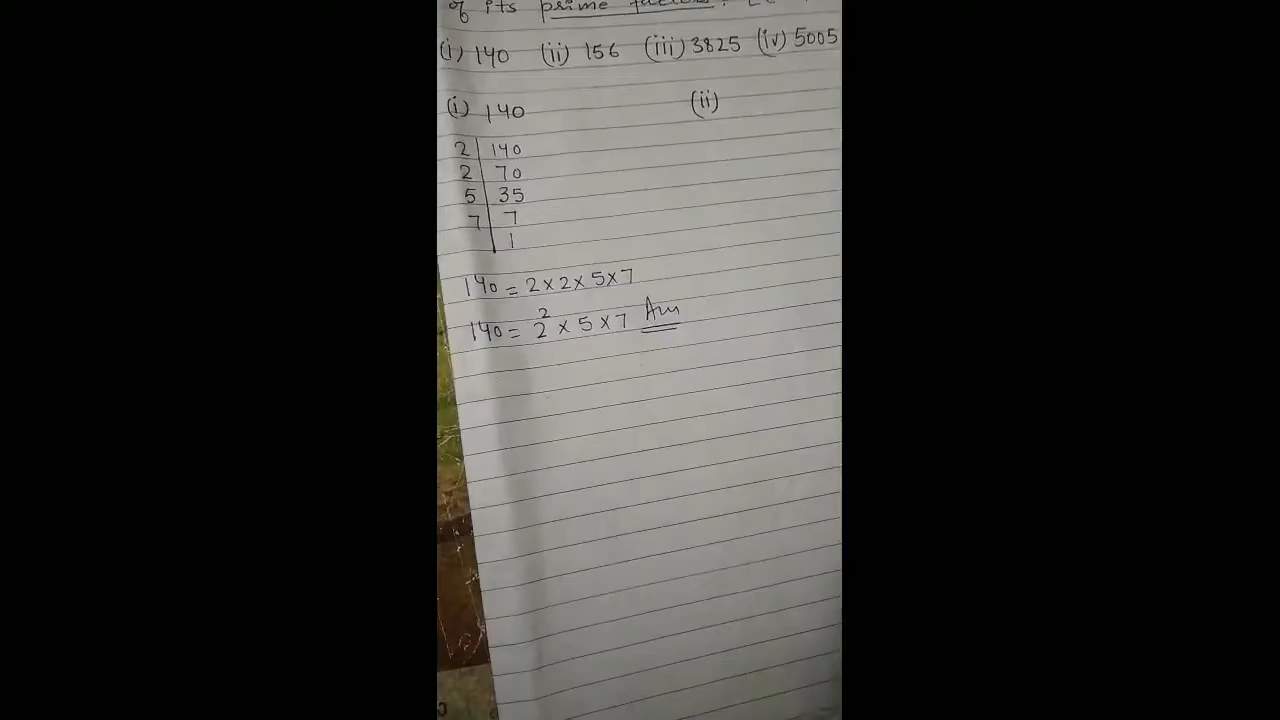 of its prime factors
(i) 140 (ii) 156 (iii) 3825 (iv) 5005
(i) 140 (ii)
2 140
2 70
5 35
7 7
1
140 = 2 × 2 × 5 × 7
140 = 2² × 5 × 7 Ans